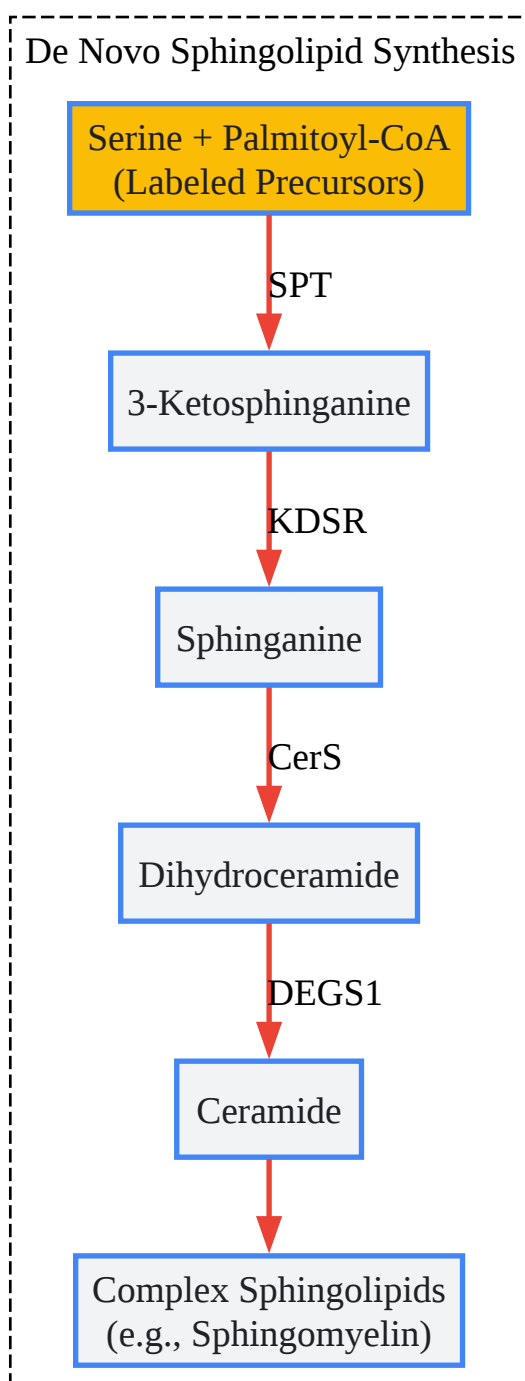 De Novo Sphingolipid Synthesis
Serine + Palmitoyl-CoA
(Labeled Precursors)
SPT
3-Ketosphinganine
KDSR
Sphinganine
CerS
Dihydroceramide
DEGS1
Ceramide
Complex Sphingolipids
(e.g., Sphingomyelin)